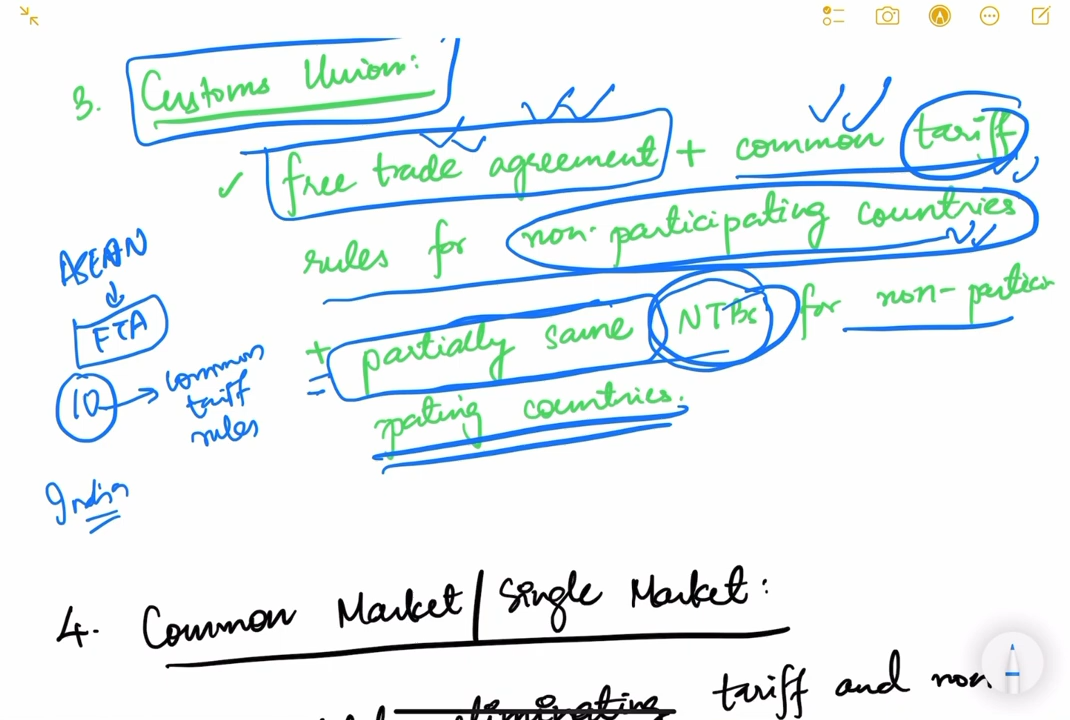 3. Customs Union:
free trade agreement + common tariff
rules for non-participating countries
+ partially same NTBs for non-partici
pating countries.
ASEAN
FTA
10 → common
tariff
rules
India
4. Common Market / Single Market:
eliminating tariff and non